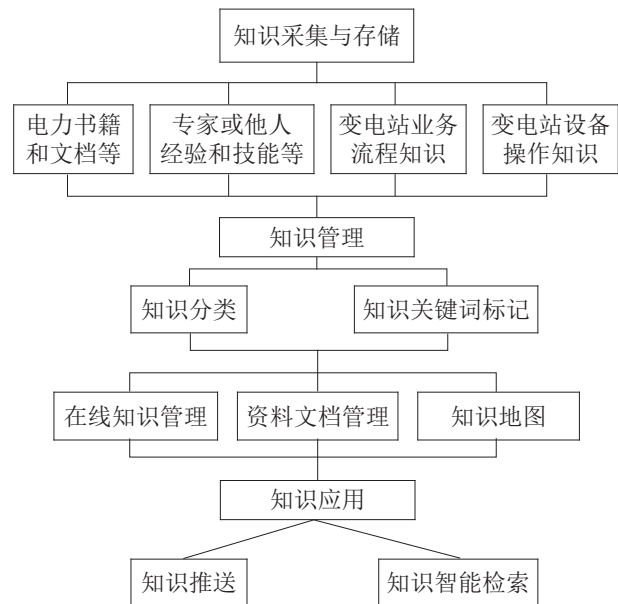 知识采集与存储
电力书籍
和文档等
专家或他人
经验和技能等
变电站业务
流程知识
变电站设备
操作知识
知识管理
知识分类
知识关键词标记
在线知识管理
资料文档管理
知识地图
知识应用
知识推送
知识智能检索